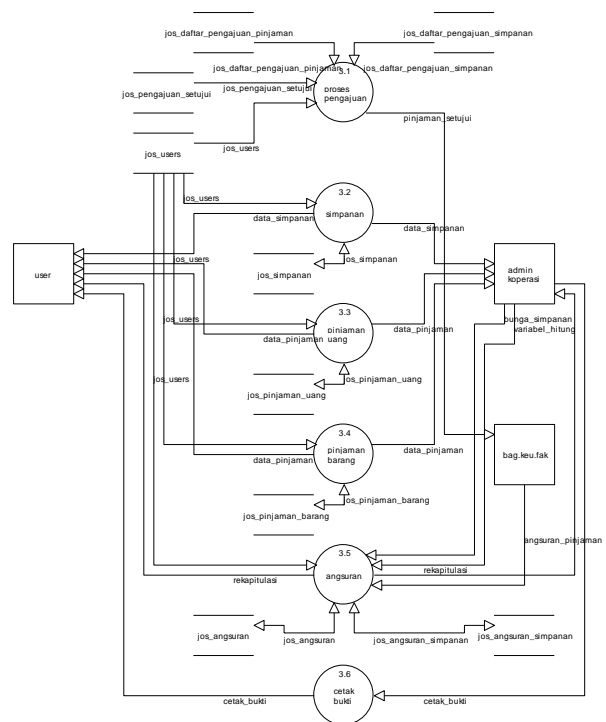 jos_daftar_pengajuan_pinjaman
jos_daftar_pengajuan_simpanan
jos_daftar_pengajuan_pinjaman
jos_daftar_pengajuan_simpanan
3.1
proses
pengajuan
jos_pengajuan_setujui
jos_pengajuan_setujui
pinjaman_setujui
jos_users
jos_users
3.2
simpanan
jos_users
data_simpanan
data_simpanan
jos_users
jos_simpanan
jos_simpanan
user
admin
koperasi
3.3
pinjaman
uang
jos_users
data_pinjaman
data_pinjaman
bunga_simpanan
variabel_hitung
jos_users
jos_pinjaman_uang
jos_pinjaman_uang
3.4
pinjaman
barang
data_pinjaman
data_pinjaman
bag.keu.fak
jos_pinjaman_barang
jos_pinjaman_barang
angsuran_pinjaman
3.5
angsuran
rekapitulasi
rekapitulasi
jos_angsuran
jos_angsuran
jos_angsuran_simpanan
jos_angsuran_simpanan
3.6
cetak
bukti
cetak_bukti
cetak_bukti